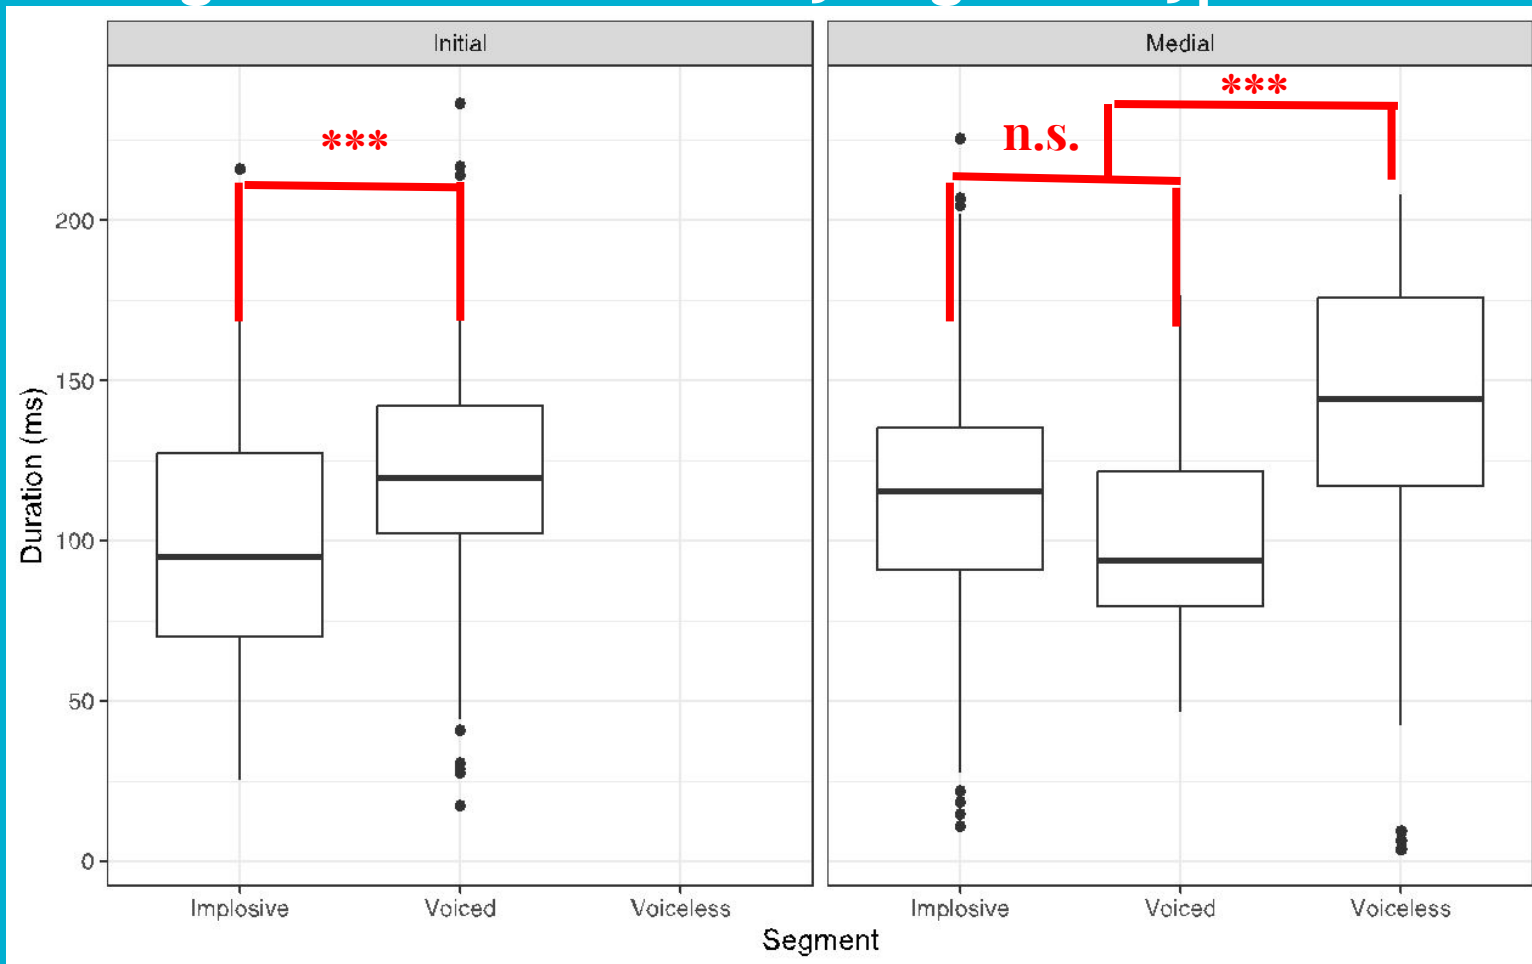 Initial
Medial
***
***
n.s.
200
150
100
50
0
Duration (ms)
Implosive
Voiced
Voiceless
Implosive
Voiced
Voiceless
Segment